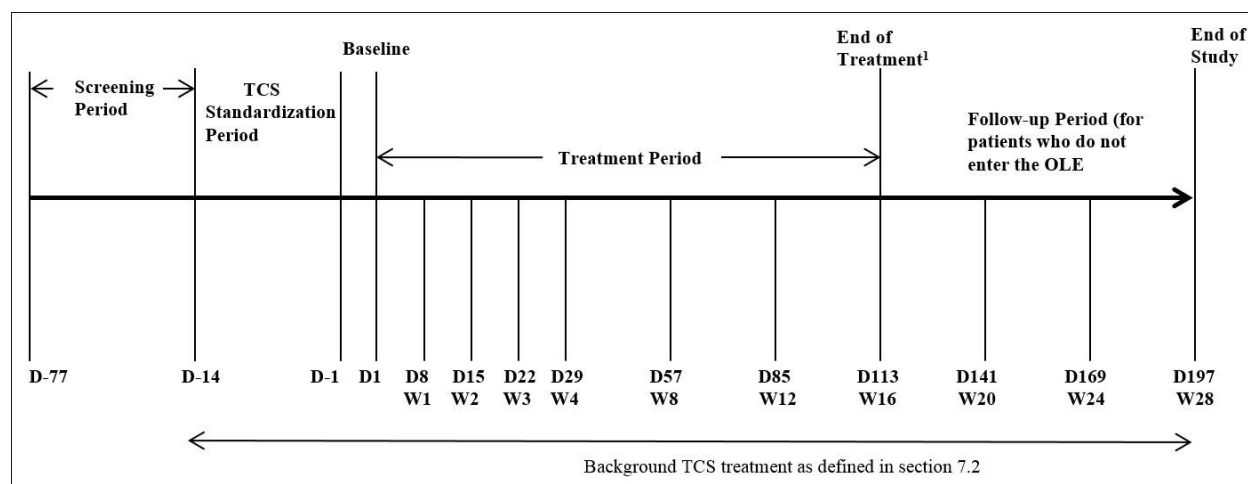 Baseline
End of
Treatment1
End of
Study
Screening
Period
TCS
Standardization
Period
Treatment Period
Follow-up Period (for
patients who do not
enter the OLE
D-77
D-14
D-1
D1
D8
W1
D15
W2
D22
W3
D29
W4
D57
W8
D85
W12
D113
W16
D141
W20
D169
W24
D197
W28
Background TCS treatment as defined in section 7.2